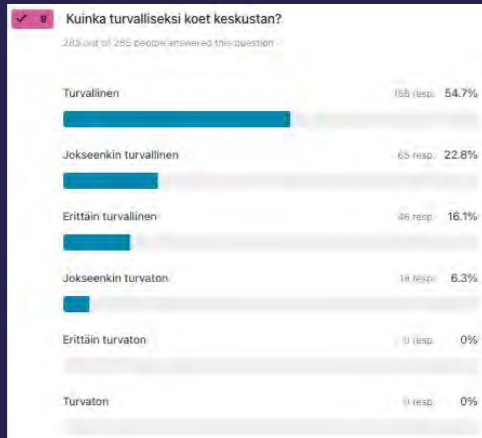 Kuinka turvalliseksi koet keskustan?
285 out of 285 people answered this question
Turvallinen 156 resp. 54.7%
Jokseenkin turvallinen 65 resp. 22.8%
Erittäin turvallinen 46 resp. 16.1%
Jokseenkin turvaton 18 resp. 6.3%
Erittäin turvaton 0 resp. 0%
Turvaton 0 resp. 0%